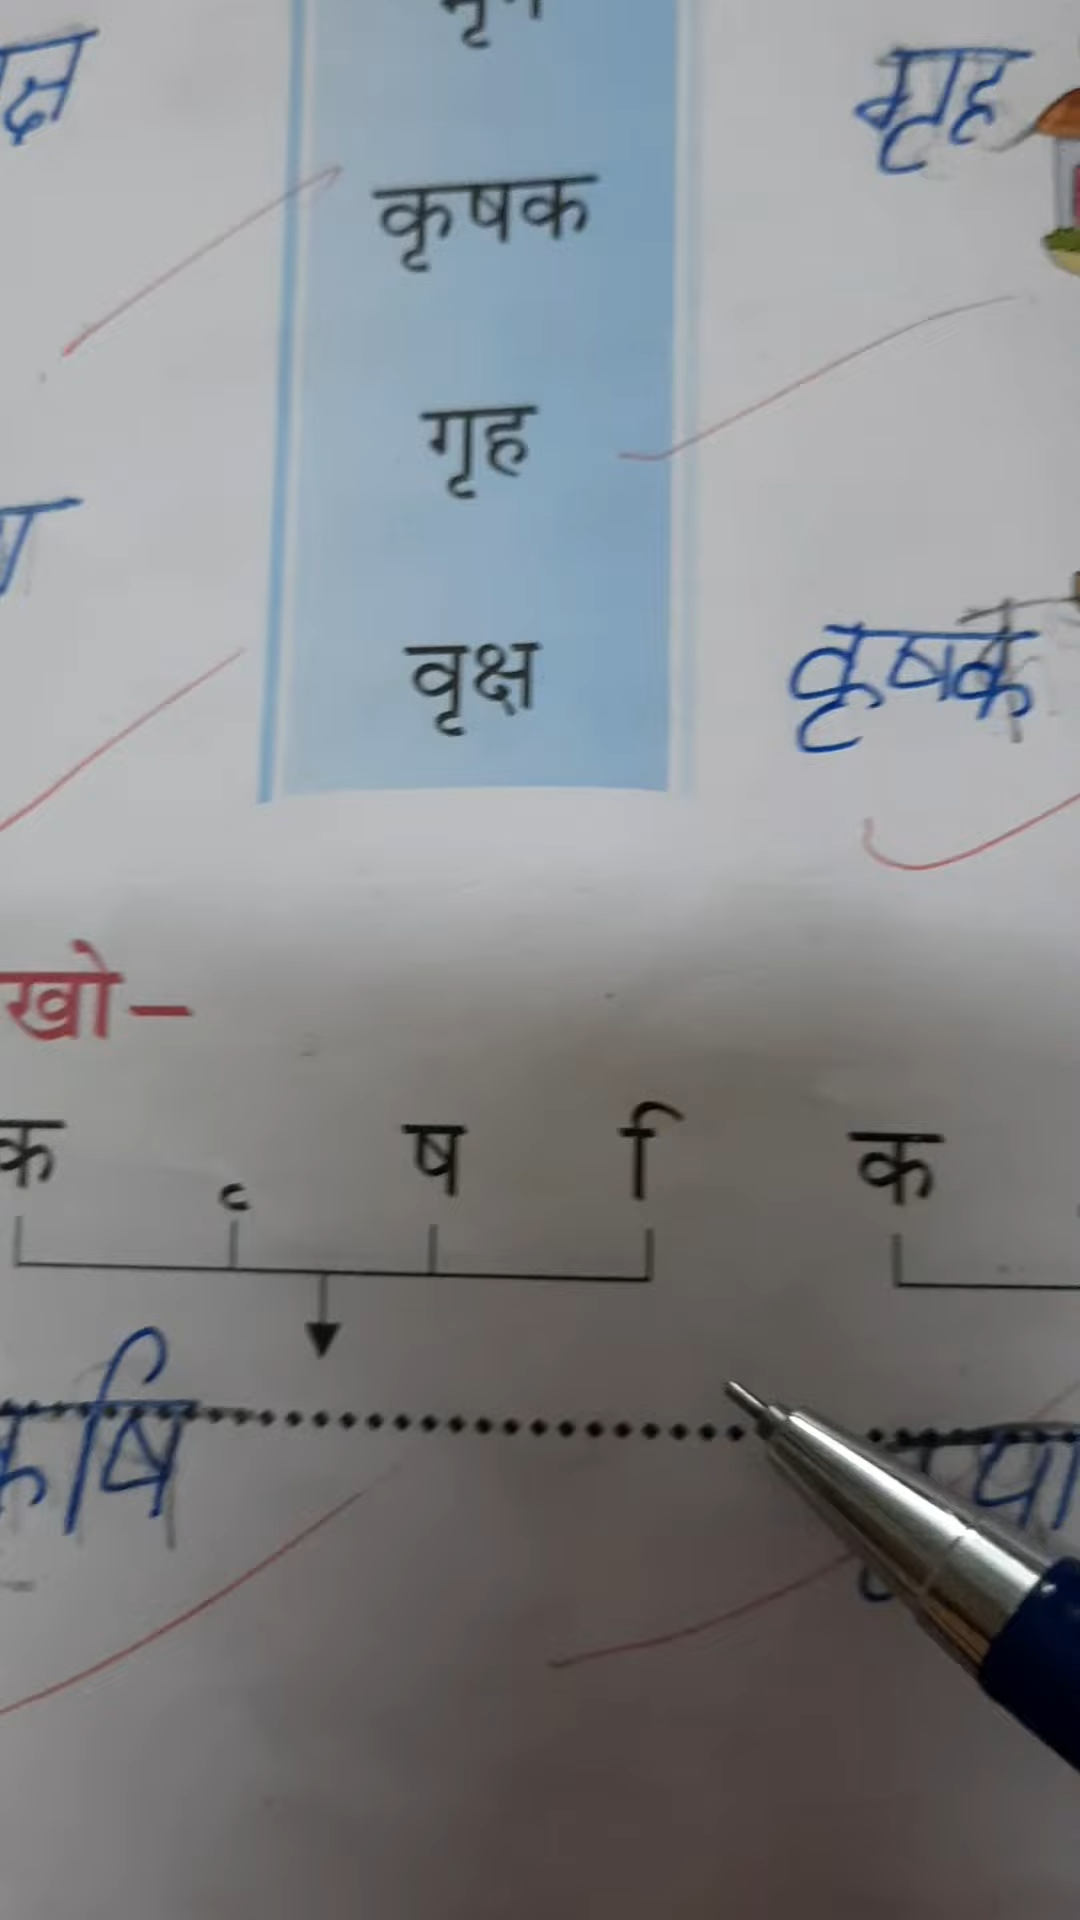 गृह
कृषक
गृह
वृक्ष
कृषक
खो–
क ृ ष ि क
कृषि